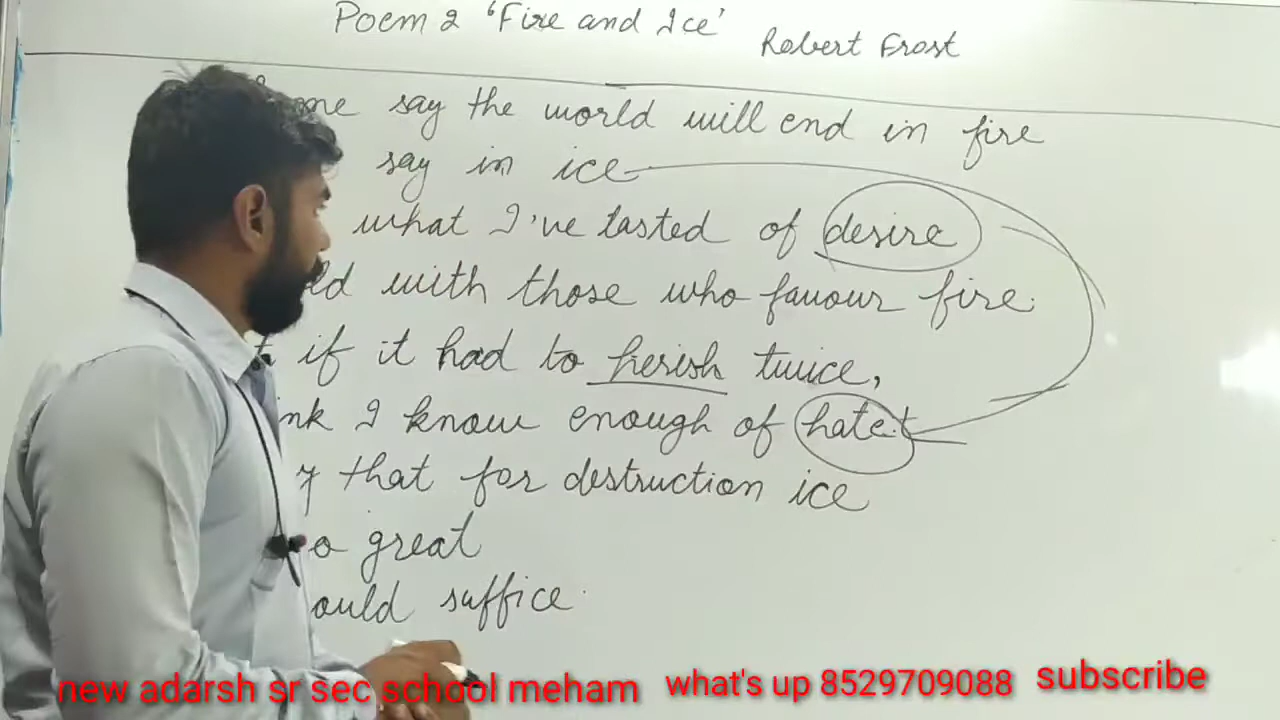 Poem 2 'Fire and Ice'
Robert Frost
me say the world will end in fire
say in ice
what I've tasted of desire
ld with those who favour fire.
if it had to perish twice,
ink I know enough of hate
y that for destruction ice
o great
ould suffice.
new adarsh sr sec school meham what's up 8529709088 subscribe